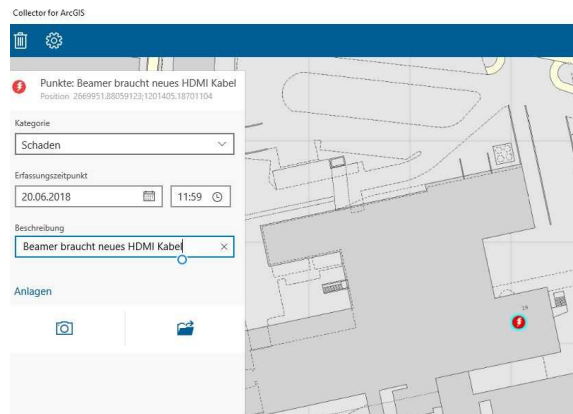 Collector for ArcGIS
Punkte: Beamer braucht neues HDMI Kabel
Position 2669951.88059123;1201405.18701104
Kategorie
Schaden
Erfassungszeitpunkt
20.06.2018 11:59
Beschreibung
Beamer braucht neues HDMI Kabel
Anlagen
19